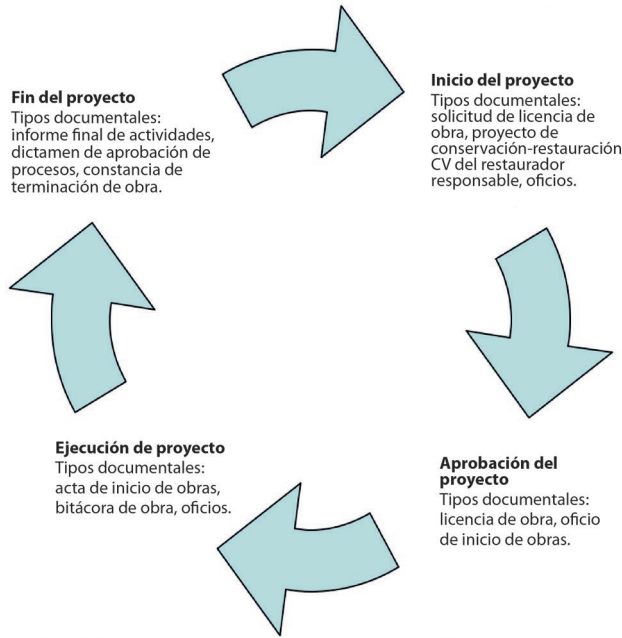 Inicio del proyecto
Tipos documentales:
solicitud de licencia de
obra, proyecto de
conservación-restauración
CV del restaurador
responsable, oficios.
Aprobación del
proyecto
Tipos documentales:
licencia de obra, oficio
de inicio de obras.
Ejecución de proyecto
Tipos documentales:
acta de inicio de obras,
bitácora de obra, oficios.
Fin del proyecto
Tipos documentales:
informe final de actividades,
dictamen de aprobación de
procesos, constancia de
terminación de obra.